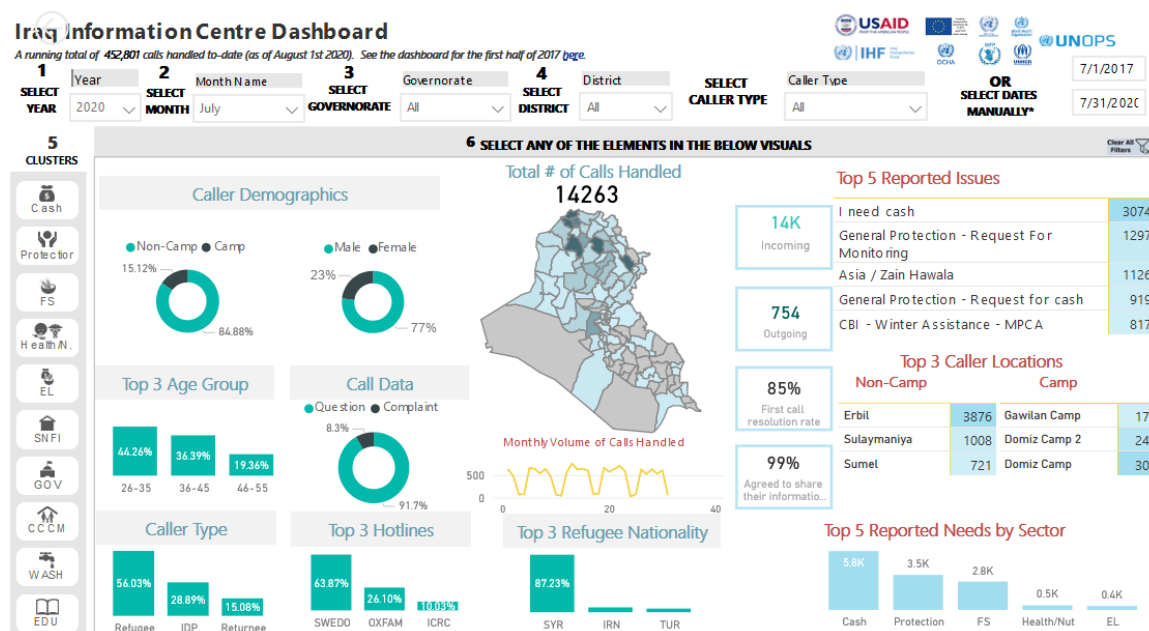 Iraq Information Centre Dashboard
A running total of 452,801 calls handled to-date (as of August 1st 2020). See the dashboard for the first half of 2017 here.
USAID
FROM THE AMERICAN PEOPLE
IHF
OCHA
WFP
UNHCR
UNOPS
1
SELECT
YEAR
Year
2020
2
SELECT
MONTH
Month Name
July
3
SELECT
GOVERNORATE
Governorate
All
4
SELECT
DISTRICT
District
All
SELECT
CALLER TYPE
Caller Type
All
OR
SELECT DATES
MANUALLY*
7/1/2017
7/31/2020
5
CLUSTERS
6 SELECT ANY OF THE ELEMENTS IN THE BELOW VISUALS
Clear All
Filters
Cash
Protection
FS
Health/N.
EL
SNFI
GOV
CCCM
WASH
EDU
Caller Demographics
Non-Camp Camp
15.12%
84.88%
Male Female
23%
77%
Top 3 Age Group
44.26% 36.39% 19.36%
26-35 36-45 46-55
Call Data
Question Complaint
8.3%
91.7%
Caller Type
56.03% 28.89% 15.08%
Refugee IDP Returnee
Top 3 Hotlines
63.87% 26.10% 10.03%
SWEDO OXFAM ICRC
Total # of Calls Handled
14263
Monthly Volume of Calls Handled
500
0
0 20 40
Top 3 Refugee Nationality
87.23%
SYR IRN TUR
14K
Incoming
754
Outgoing
85%
First call
resolution rate
99%
Agreed to share
their informatio...
Top 5 Reported Issues
I need cash 3074
General Protection - Request For
Monitoring 1297
Asia / Zain Hawala 1126
General Protection - Request for cash 919
CBI - Winter Assistance - MPCA 817
Top 3 Caller Locations
Non-Camp Camp
Erbil 3876 Gawilan Camp 17
Sulaymaniya 1008 Domiz Camp 2 24
Sumel 721 Domiz Camp 30
Top 5 Reported Needs by Sector
5.8K 3.5K 2.8K 0.5K 0.4K
Cash Protection FS Health/Nut EL